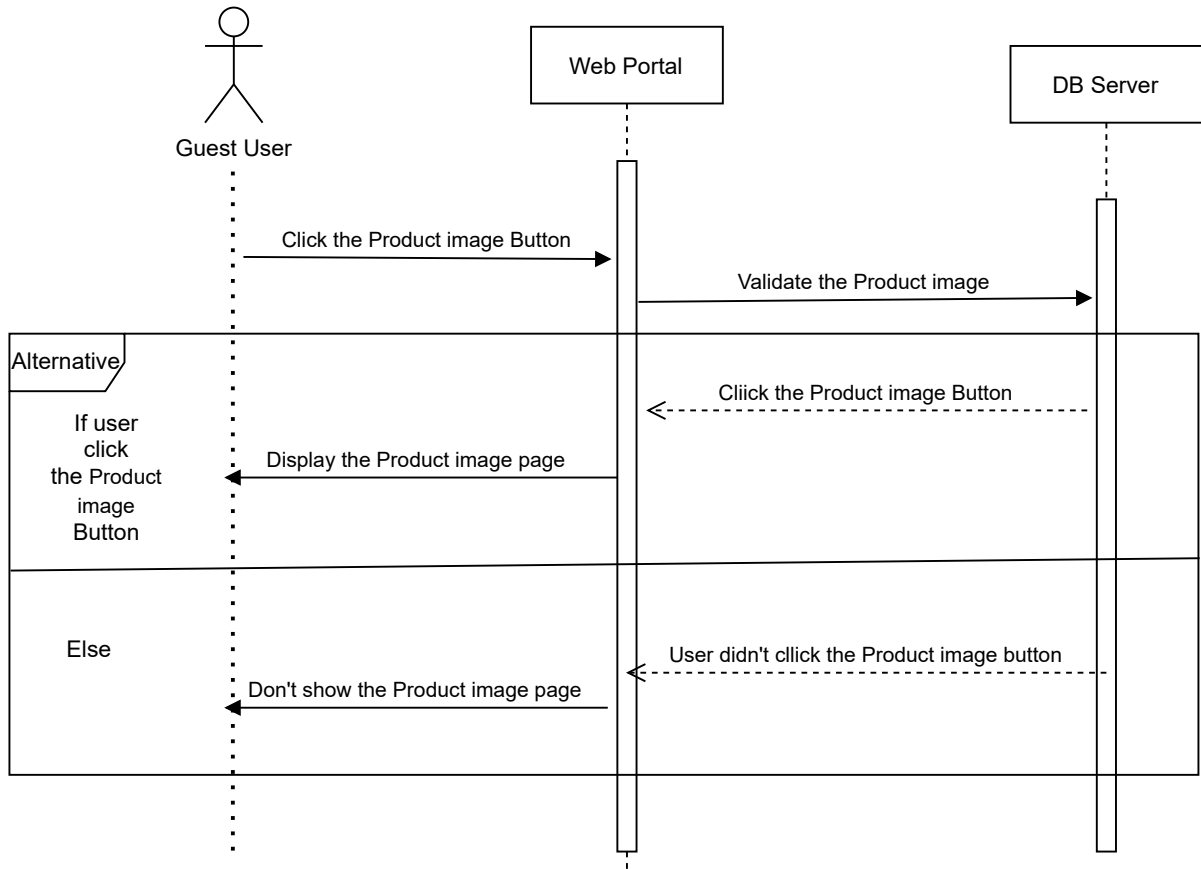 Web Portal
DB Server
Guest User
Click the Product image Button
Validate the Product image
Alternative
Cliick the Product image Button
If user
click
the Product
image
Button
Display the Product image page
Else
User didn't cllick the Product image button
Don't show the Product image page